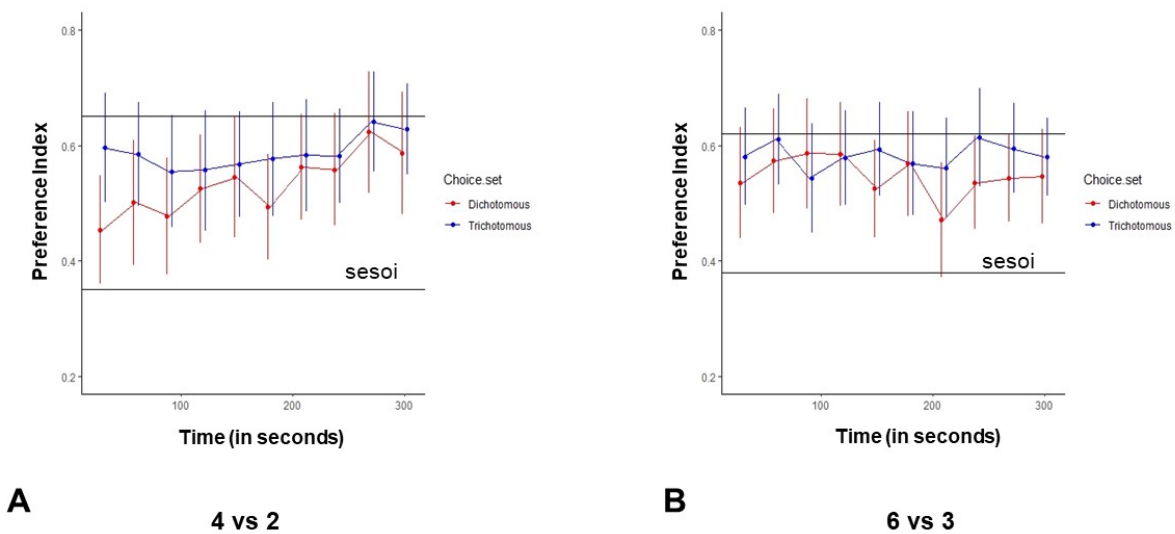 0.8
0.6
0.4
0.2
Preference Index
sesoi
100
200
300
Time (in seconds)
Choice.set
Dichotomous
Trichotomous
A
4 vs 2
0.8
0.6
0.4
0.2
Preference Index
sesoi
100
200
300
Time (in seconds)
Choice.set
Dichotomous
Trichotomous
B
6 vs 3